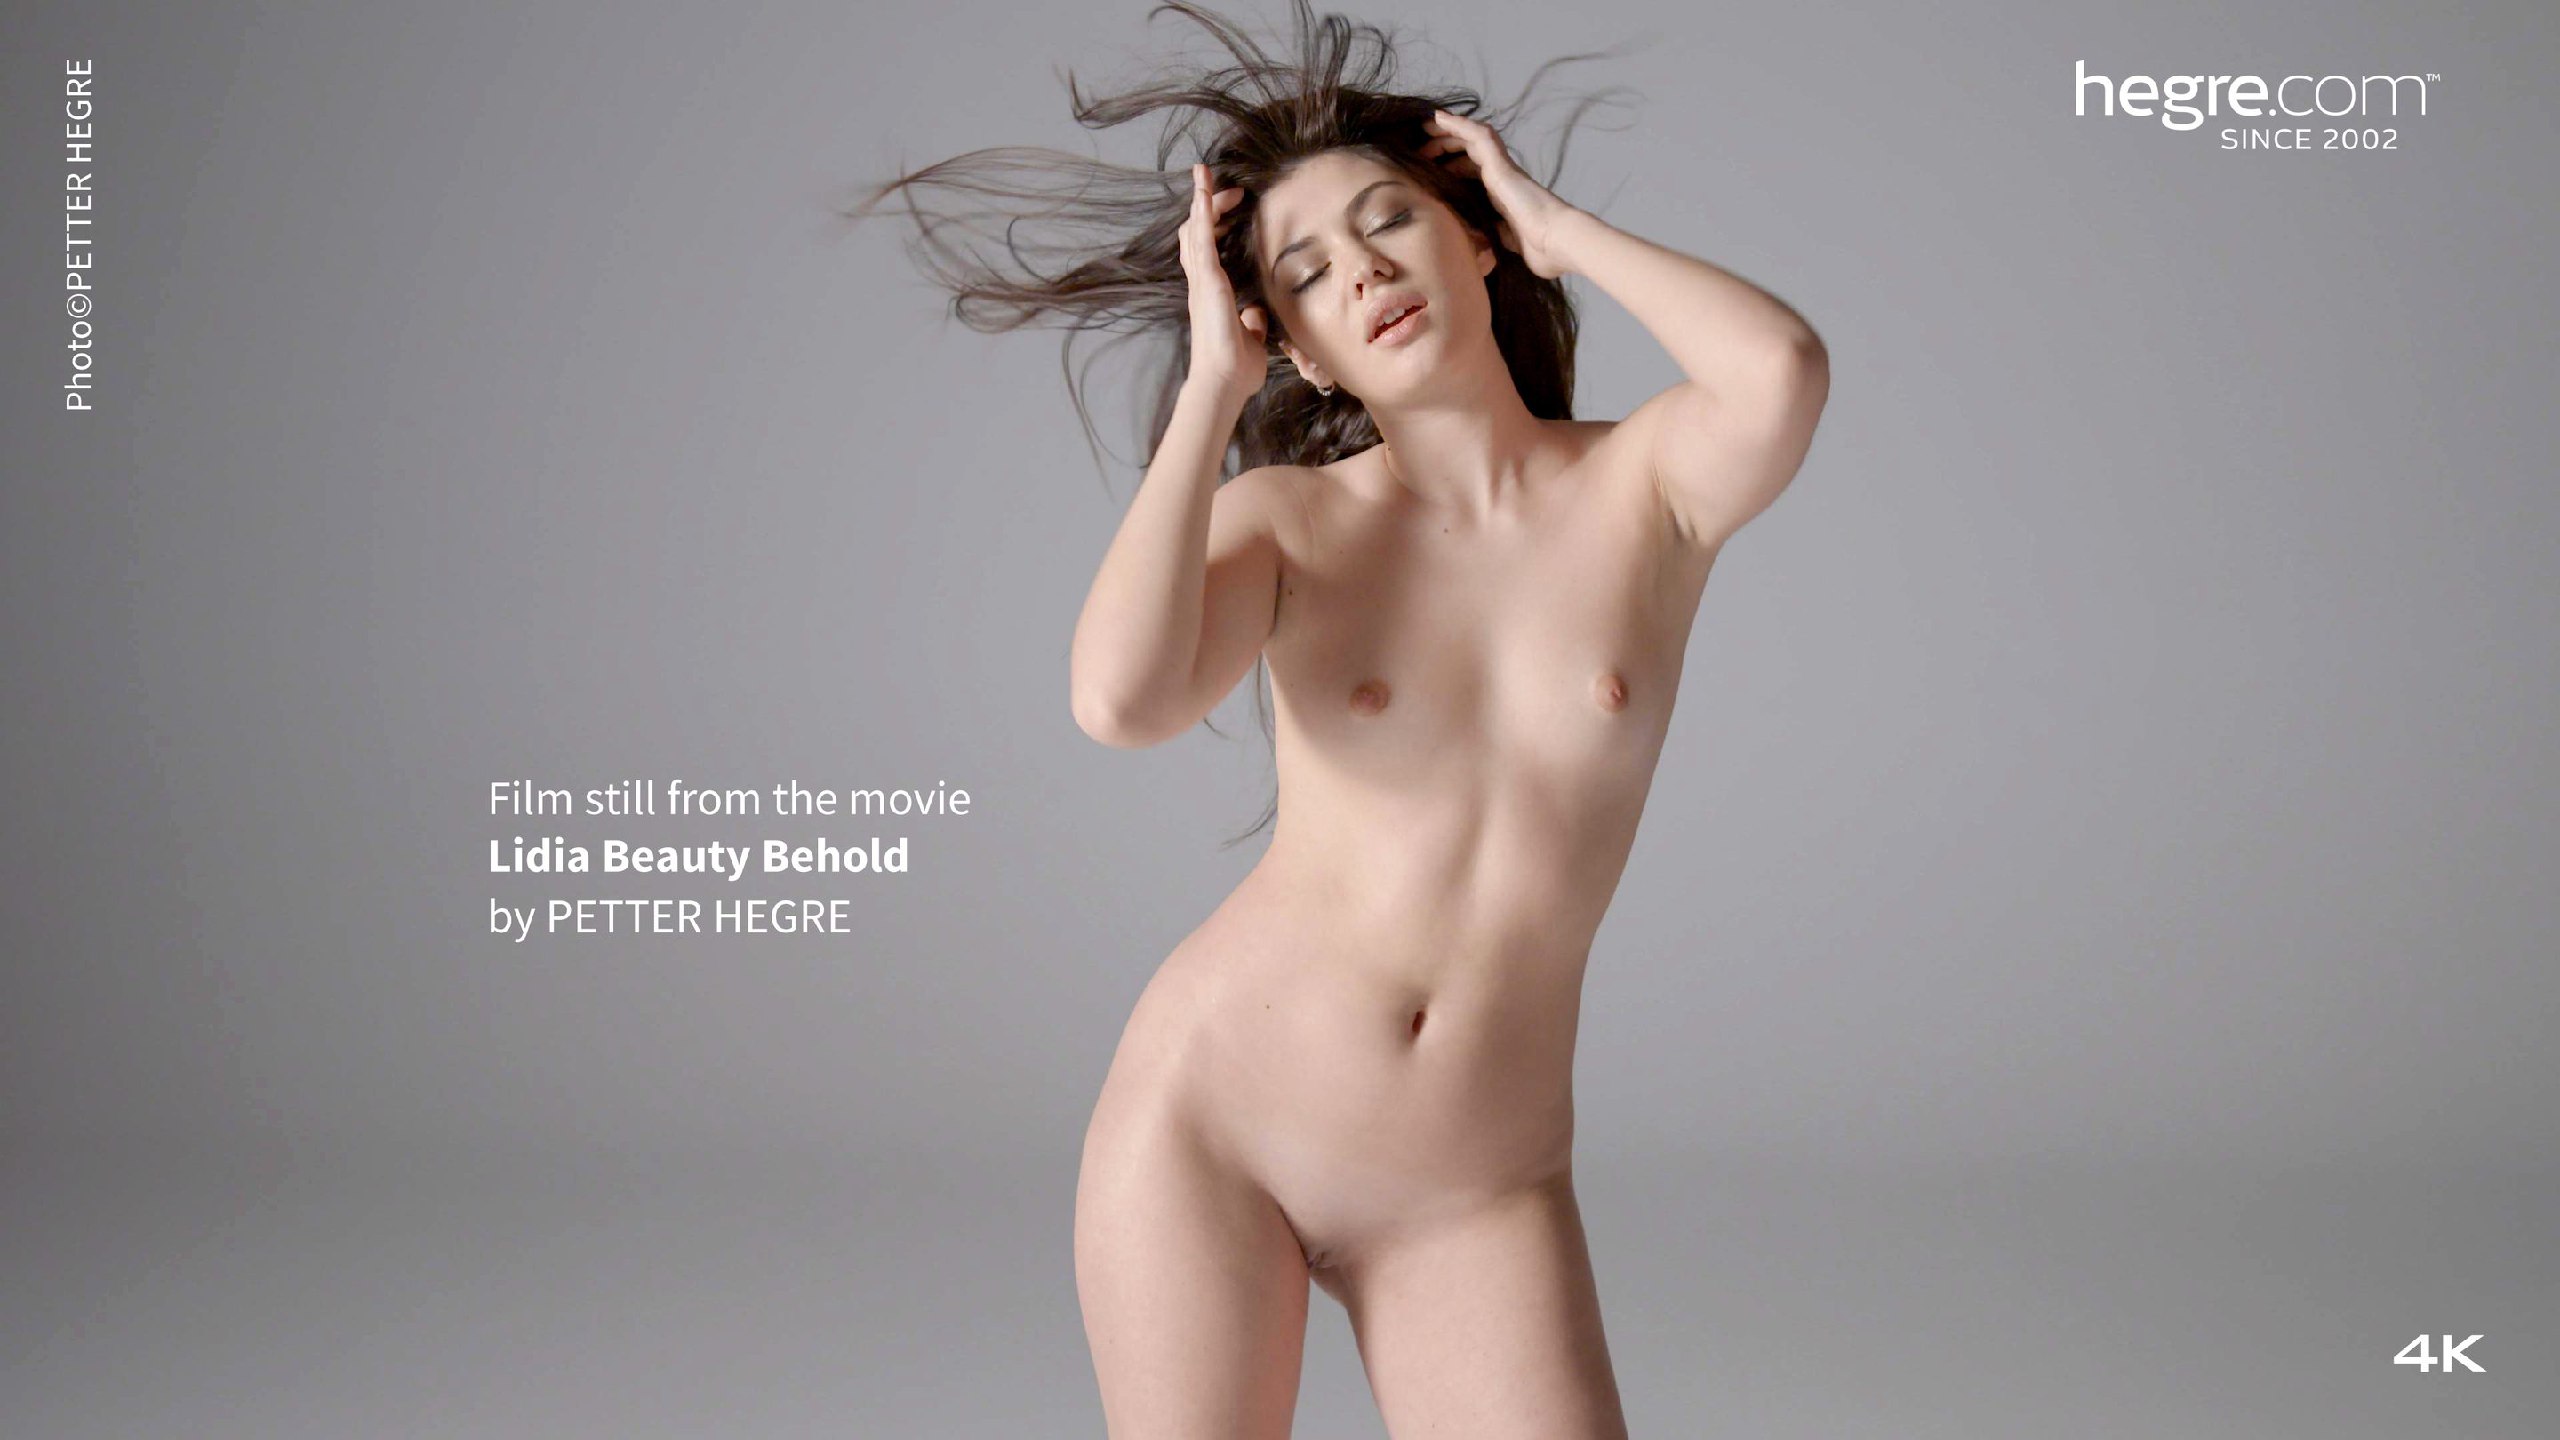 Photo©PETTER HEGRE
hegre.com™
SINCE 2002
Film still from the movie
Lidia Beauty Behold
by PETTER HEGRE
4K